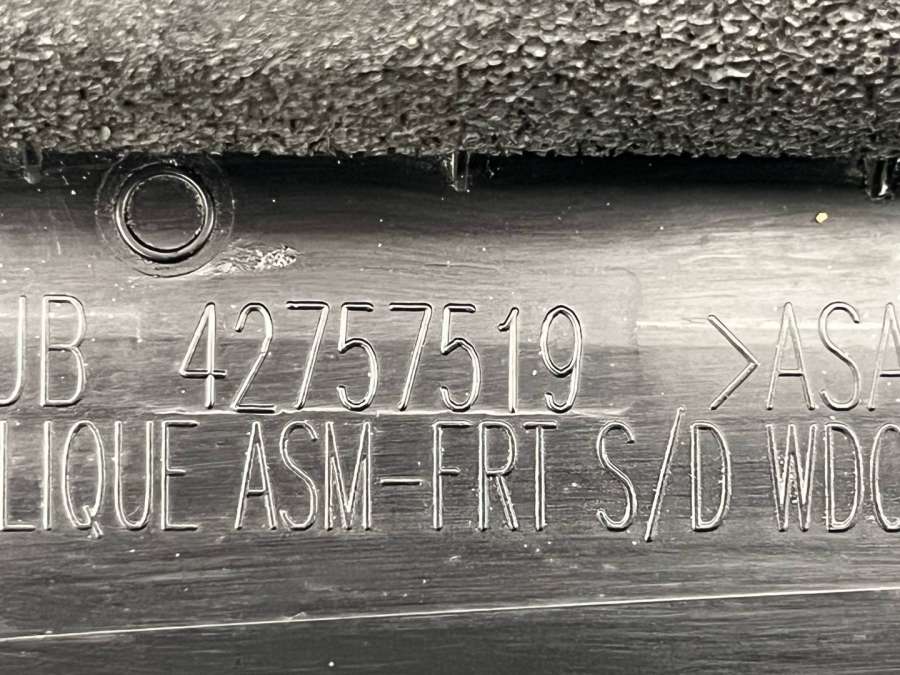 UB 42757519 >ASA
LIQUE ASM-FRT S/D WDO